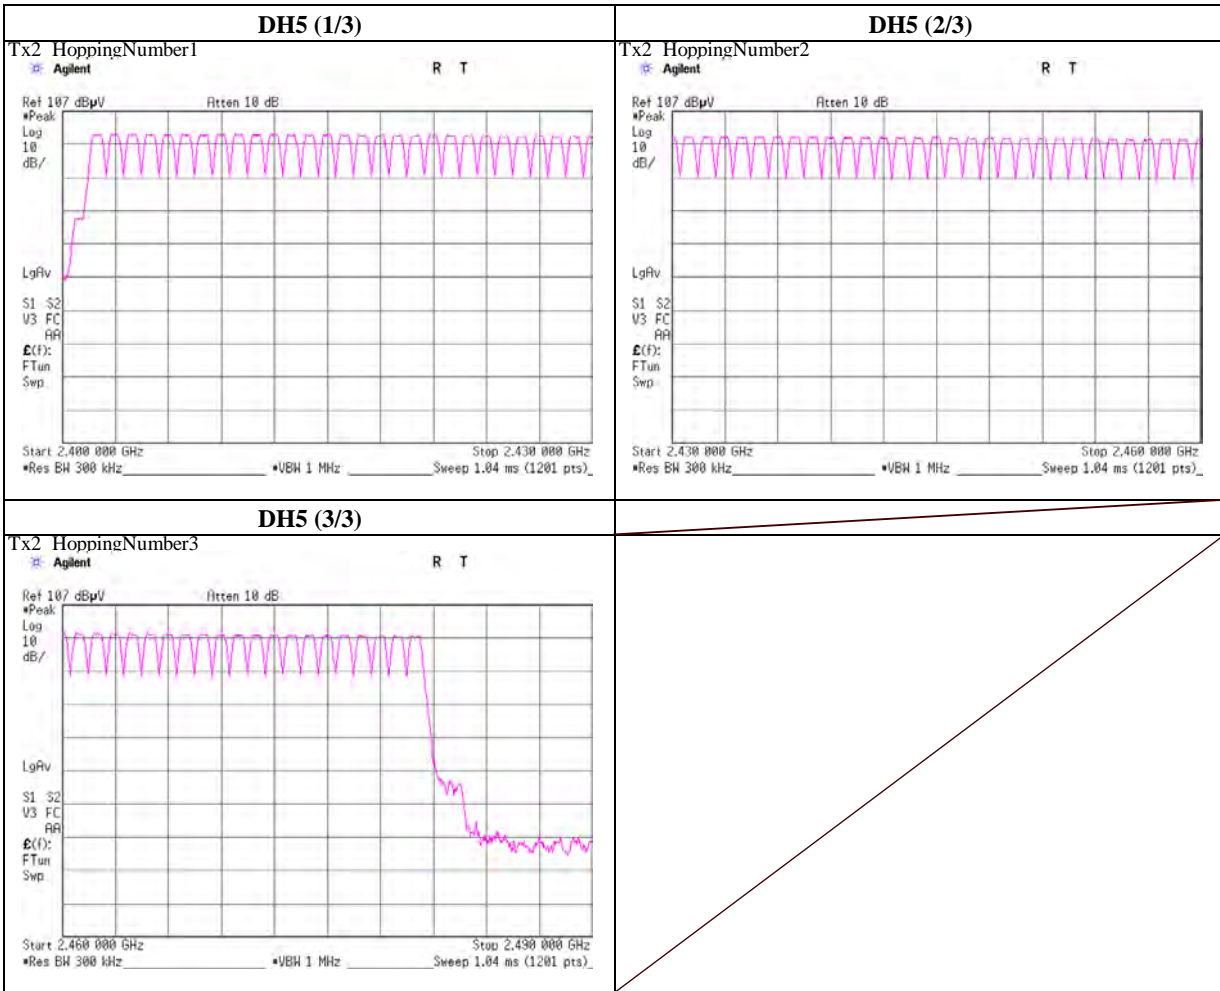 DH5 (1/3)
DH5 (2/3)
Tx2 HoppingNumber1
Agilent R T
Ref 107 dBµV Atten 10 dB
*Peak
Log
10
dB/
LgAv
S1 S2
V3 FC
AA
£(f):
FTun
Swp
Start 2.400 000 GHz Stop 2.430 000 GHz
*Res BW 300 kHz *VBW 1 MHz Sweep 1.04 ms (1201 pts)
Tx2 HoppingNumber2
Agilent R T
Ref 107 dBµV Atten 10 dB
*Peak
Log
10
dB/
LgAv
S1 S2
V3 FC
AA
£(f):
FTun
Swp
Start 2.430 000 GHz Stop 2.460 000 GHz
*Res BW 300 kHz *VBW 1 MHz Sweep 1.04 ms (1201 pts)
DH5 (3/3)
Tx2 HoppingNumber3
Agilent R T
Ref 107 dBµV Atten 10 dB
*Peak
Log
10
dB/
LgAv
S1 S2
V3 FC
AA
£(f):
FTun
Swp
Start 2.460 000 GHz Stop 2.490 000 GHz
*Res BW 300 kHz *VBW 1 MHz Sweep 1.04 ms (1201 pts)